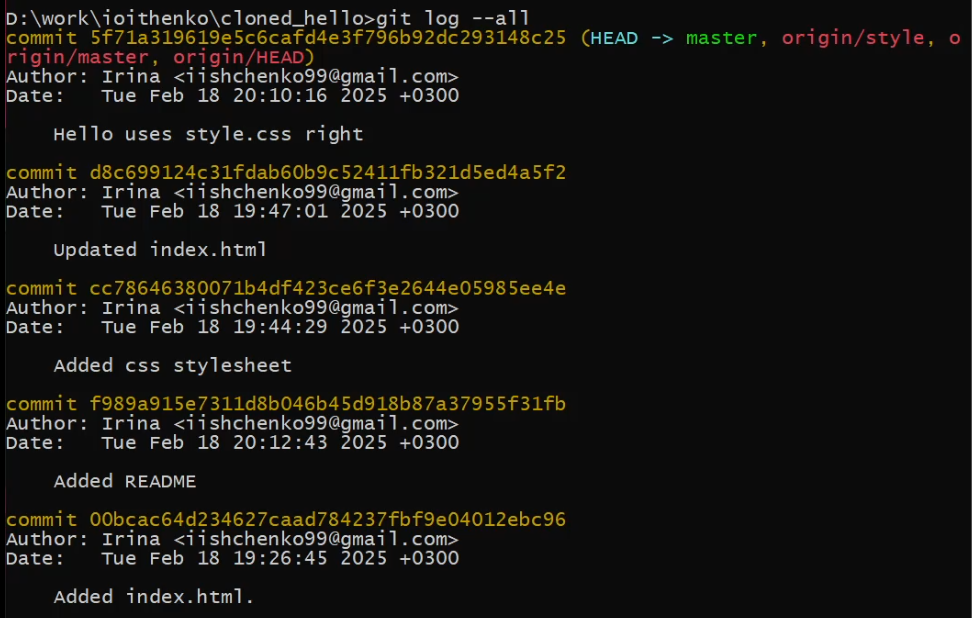 D:\work\ioithenko\cloned_hello>git log --all
commit 5f71a319619e5c6cafd4e3f796b92dc293148c25 (HEAD -> master, origin/style, o
rigin/master, origin/HEAD)
Author: Irina <iishchenko99@gmail.com>
Date:   Tue Feb 18 20:10:16 2025 +0300
    Hello uses style.css right
commit d8c699124c31fdab60b9c52411fb321d5ed4a5f2
Author: Irina <iishchenko99@gmail.com>
Date:   Tue Feb 18 19:47:01 2025 +0300
    Updated index.html
commit cc78646380071b4df423ce6f3e2644e05985ee4e
Author: Irina <iishchenko99@gmail.com>
Date:   Tue Feb 18 19:44:29 2025 +0300
    Added css stylesheet
commit f989a915e7311d8b046b45d918b87a37955f31fb
Author: Irina <iishchenko99@gmail.com>
Date:   Tue Feb 18 20:12:43 2025 +0300
    Added README
commit 00bcac64d234627caad784237fbf9e04012ebc96
Author: Irina <iishchenko99@gmail.com>
Date:   Tue Feb 18 19:26:45 2025 +0300
    Added index.html.